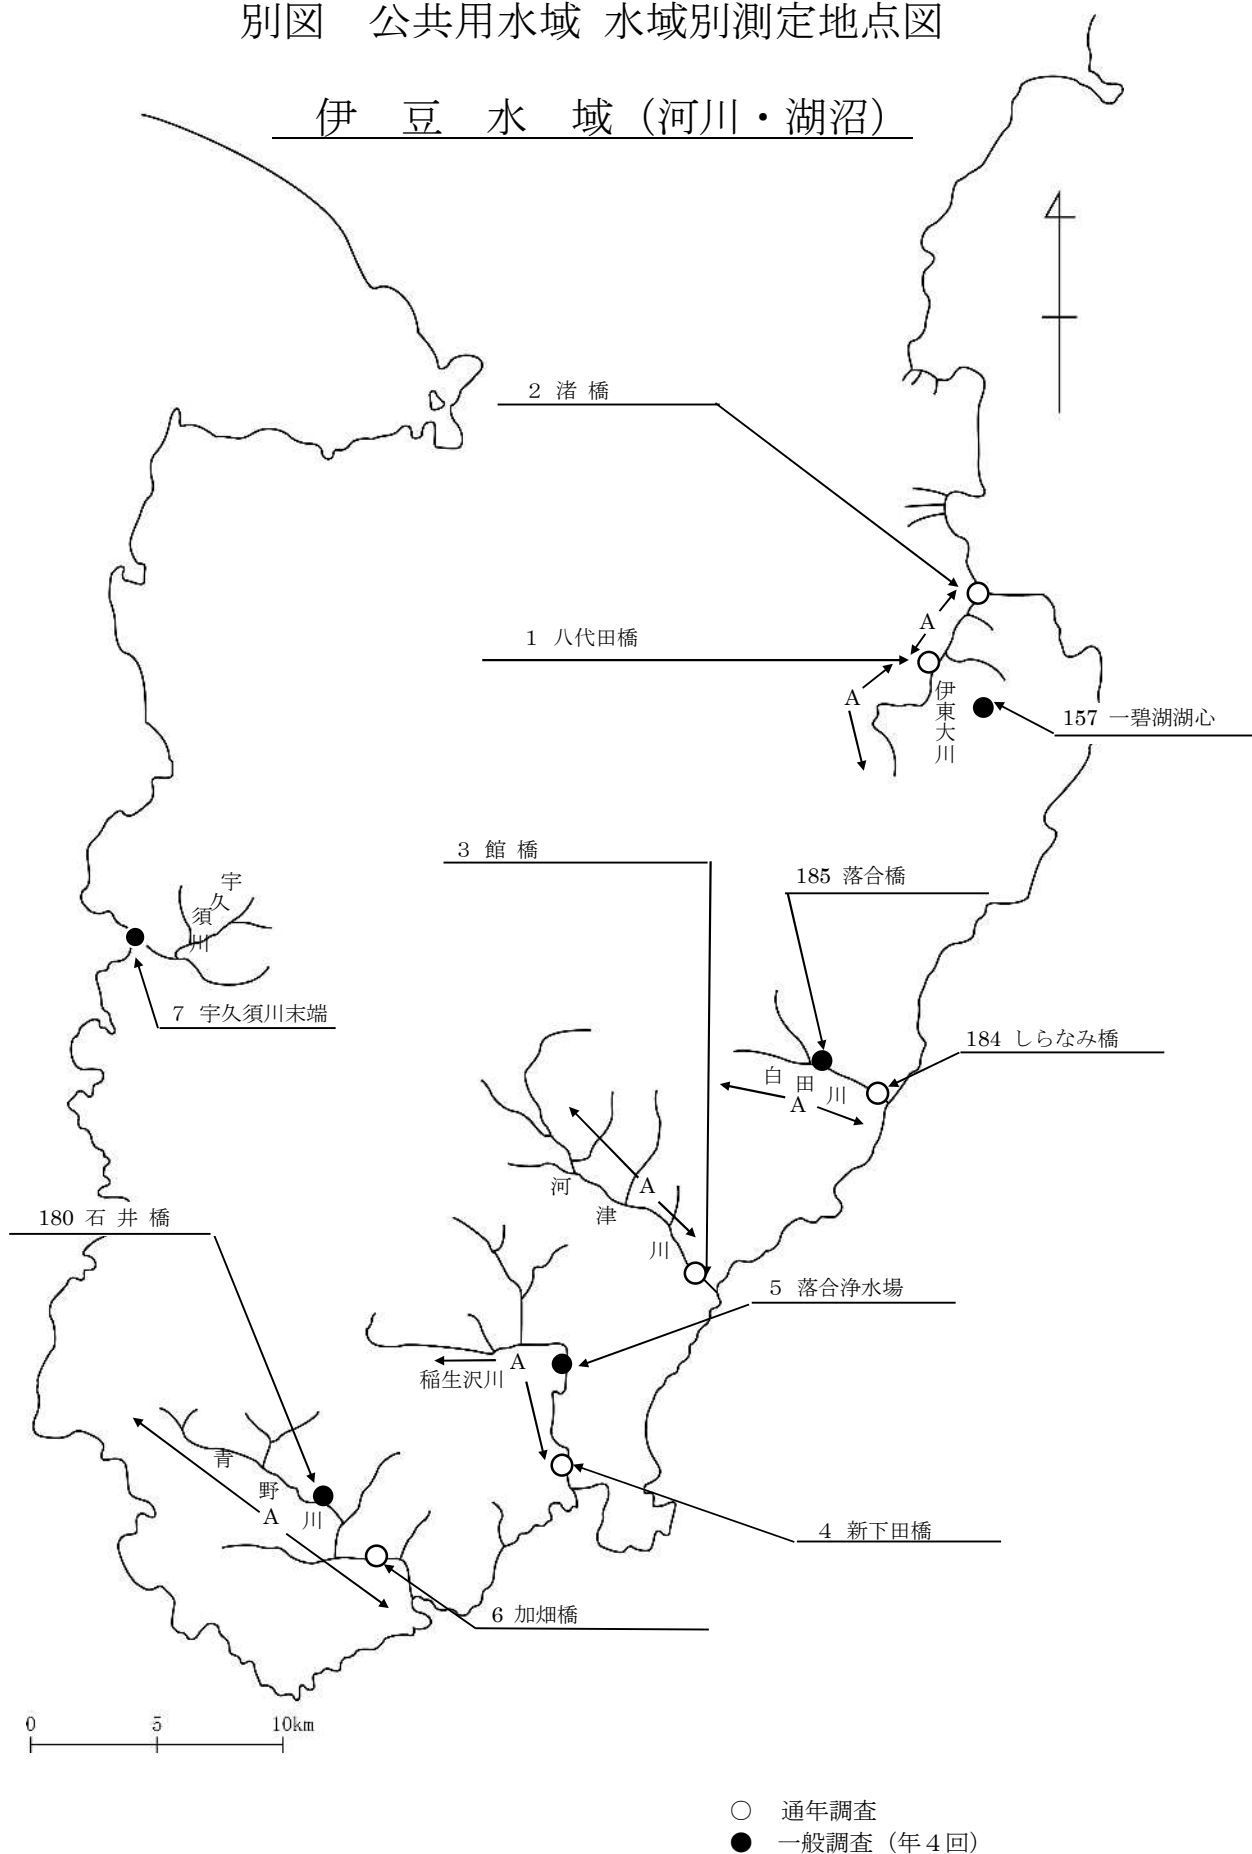 別図　公共用水域 水域別測定地点図
伊　豆　水　域（河川・湖沼）
2 渚 橋
A
1 八代田橋
A
伊東大川
157 一碧湖湖心
3 館 橋
185 落合橋
宇久須川
7 宇久須川末端
184 しらなみ橋
白田川
A
A
河津川
180 石 井 橋
5 落合浄水場
A
稲生沢川
青野川
A
4 新下田橋
6 加畑橋
0 5 10km
○　通年調査
●　一般調査（年４回）